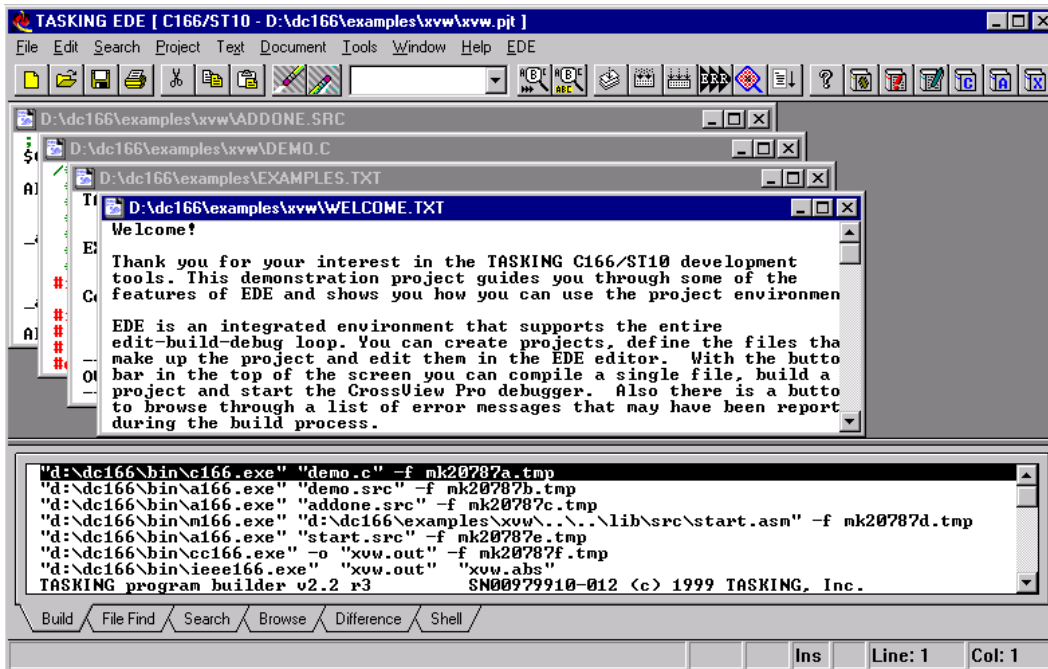 TASKING EDE [ C166/ST10 - D:\dc166\examples\xvw\xvw.pjt ]
File Edit Search Project Text Document Tools Window Help EDE
D:\dc166\examples\xvw\ADDONE.SRC
D:\dc166\examples\xvw\DEMO.C
D:\dc166\examples\EXAMPLES.TXT
D:\dc166\examples\xvw\WELCOME.TXT
Welcome!
Thank you for your interest in the TASKING C166/ST10 development
tools. This demonstration project guides you through some of the
features of EDE and shows you how you can use the project environmen
EDE is an integrated environment that supports the entire
edit-build-debug loop. You can create projects, define the files tha
make up the project and edit them in the EDE editor. With the butto
bar in the top of the screen you can compile a single file, build a
project and start the CrossView Pro debugger. Also there is a butto
to browse through a list of error messages that may have been report
during the build process.
"d:\dc166\bin\c166.exe" "demo.c" -f mk20787a.tmp
"d:\dc166\bin\a166.exe" "demo.src" -f mk20787b.tmp
"d:\dc166\bin\a166.exe" "addone.src" -f mk20787c.tmp
"d:\dc166\bin\m166.exe" "d:\dc166\examples\xvw\..\..\lib\src\start.asm" -f mk20787d.tmp
"d:\dc166\bin\a166.exe" "start.src" -f mk20787e.tmp
"d:\dc166\bin\cc166.exe" -o "xvw.out" -f mk20787f.tmp
"d:\dc166\bin\ieee166.exe" "xvw.out" "xvw.abs"
TASKING program builder v2.2 r3 SN00979910-012 (c) 1999 TASKING, Inc.
Build File Find Search Browse Difference Shell
Ins Line: 1 Col: 1